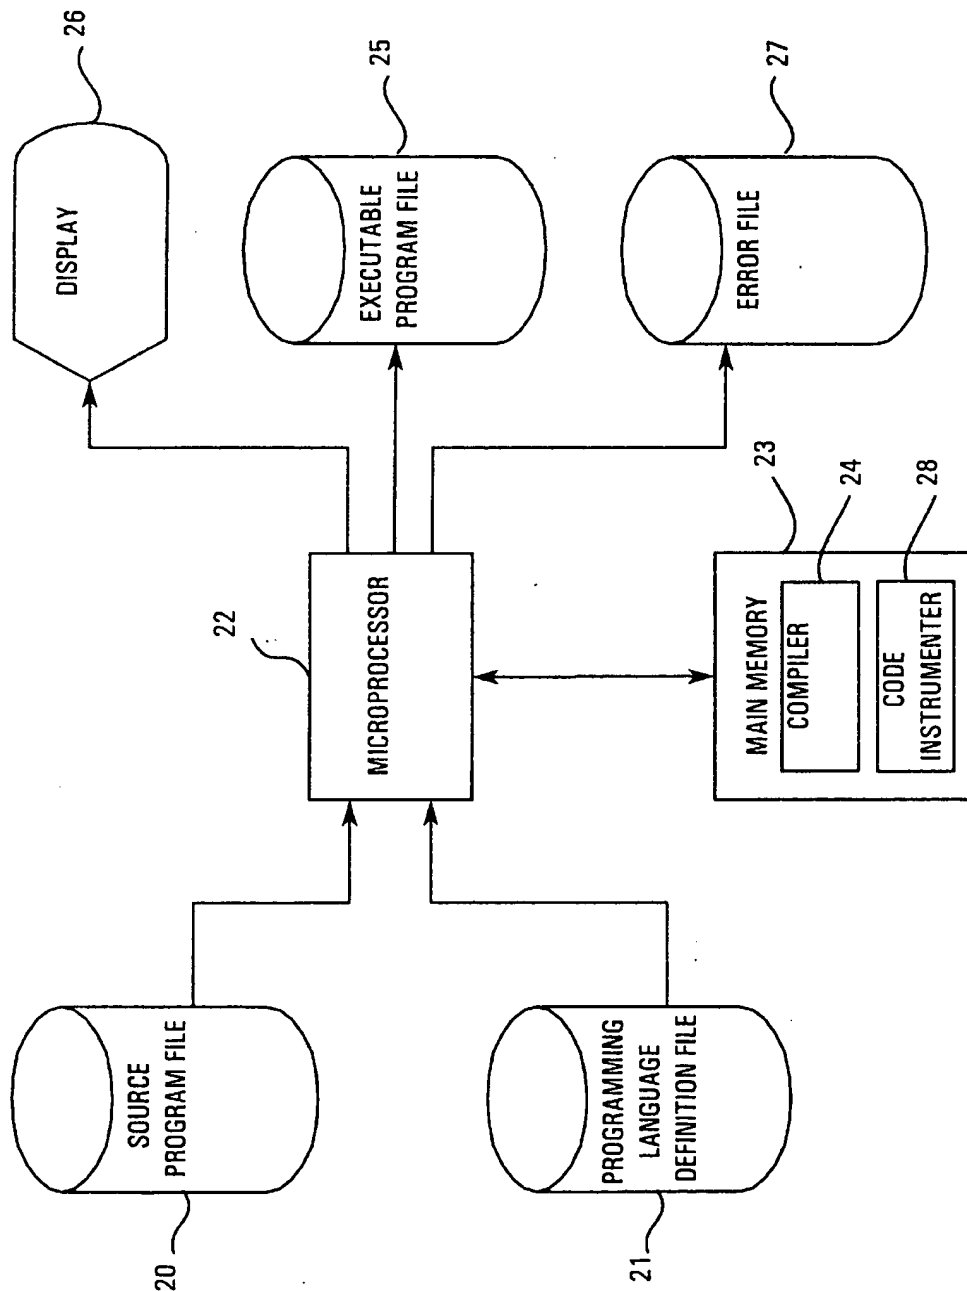 20
SOURCE
PROGRAM FILE
21
PROGRAMMING
LANGUAGE
DEFINITION FILE
22
MICROPROCESSOR
MAIN MEMORY
23
COMPILER
24
CODE
INSTRUMENTER
28
DISPLAY
26
EXECUTABLE
PROGRAM FILE
25
ERROR FILE
27